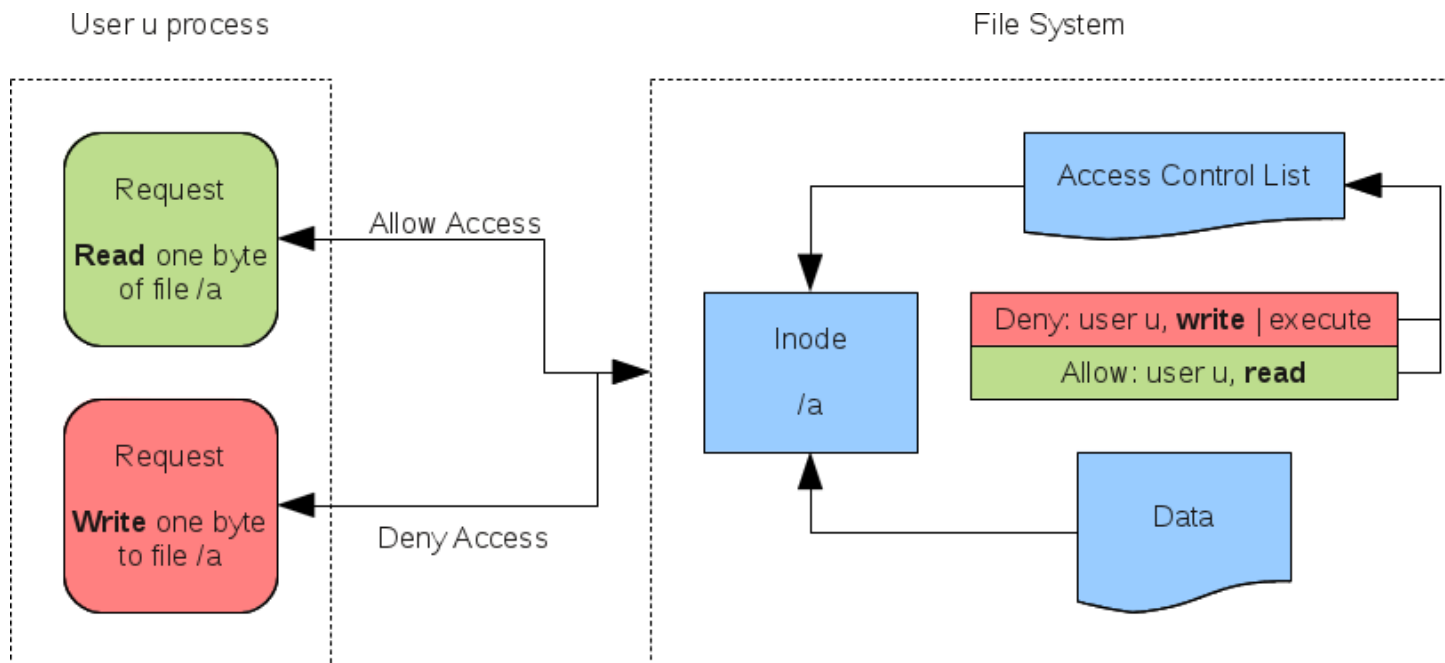 User u process
File System
Request
Read one byte
of file /a
Allow Access
Request
Write one byte
to file /a
Deny Access
Access Control List
Inode
/a
Deny: user u, write | execute
Allow: user u, read
Data